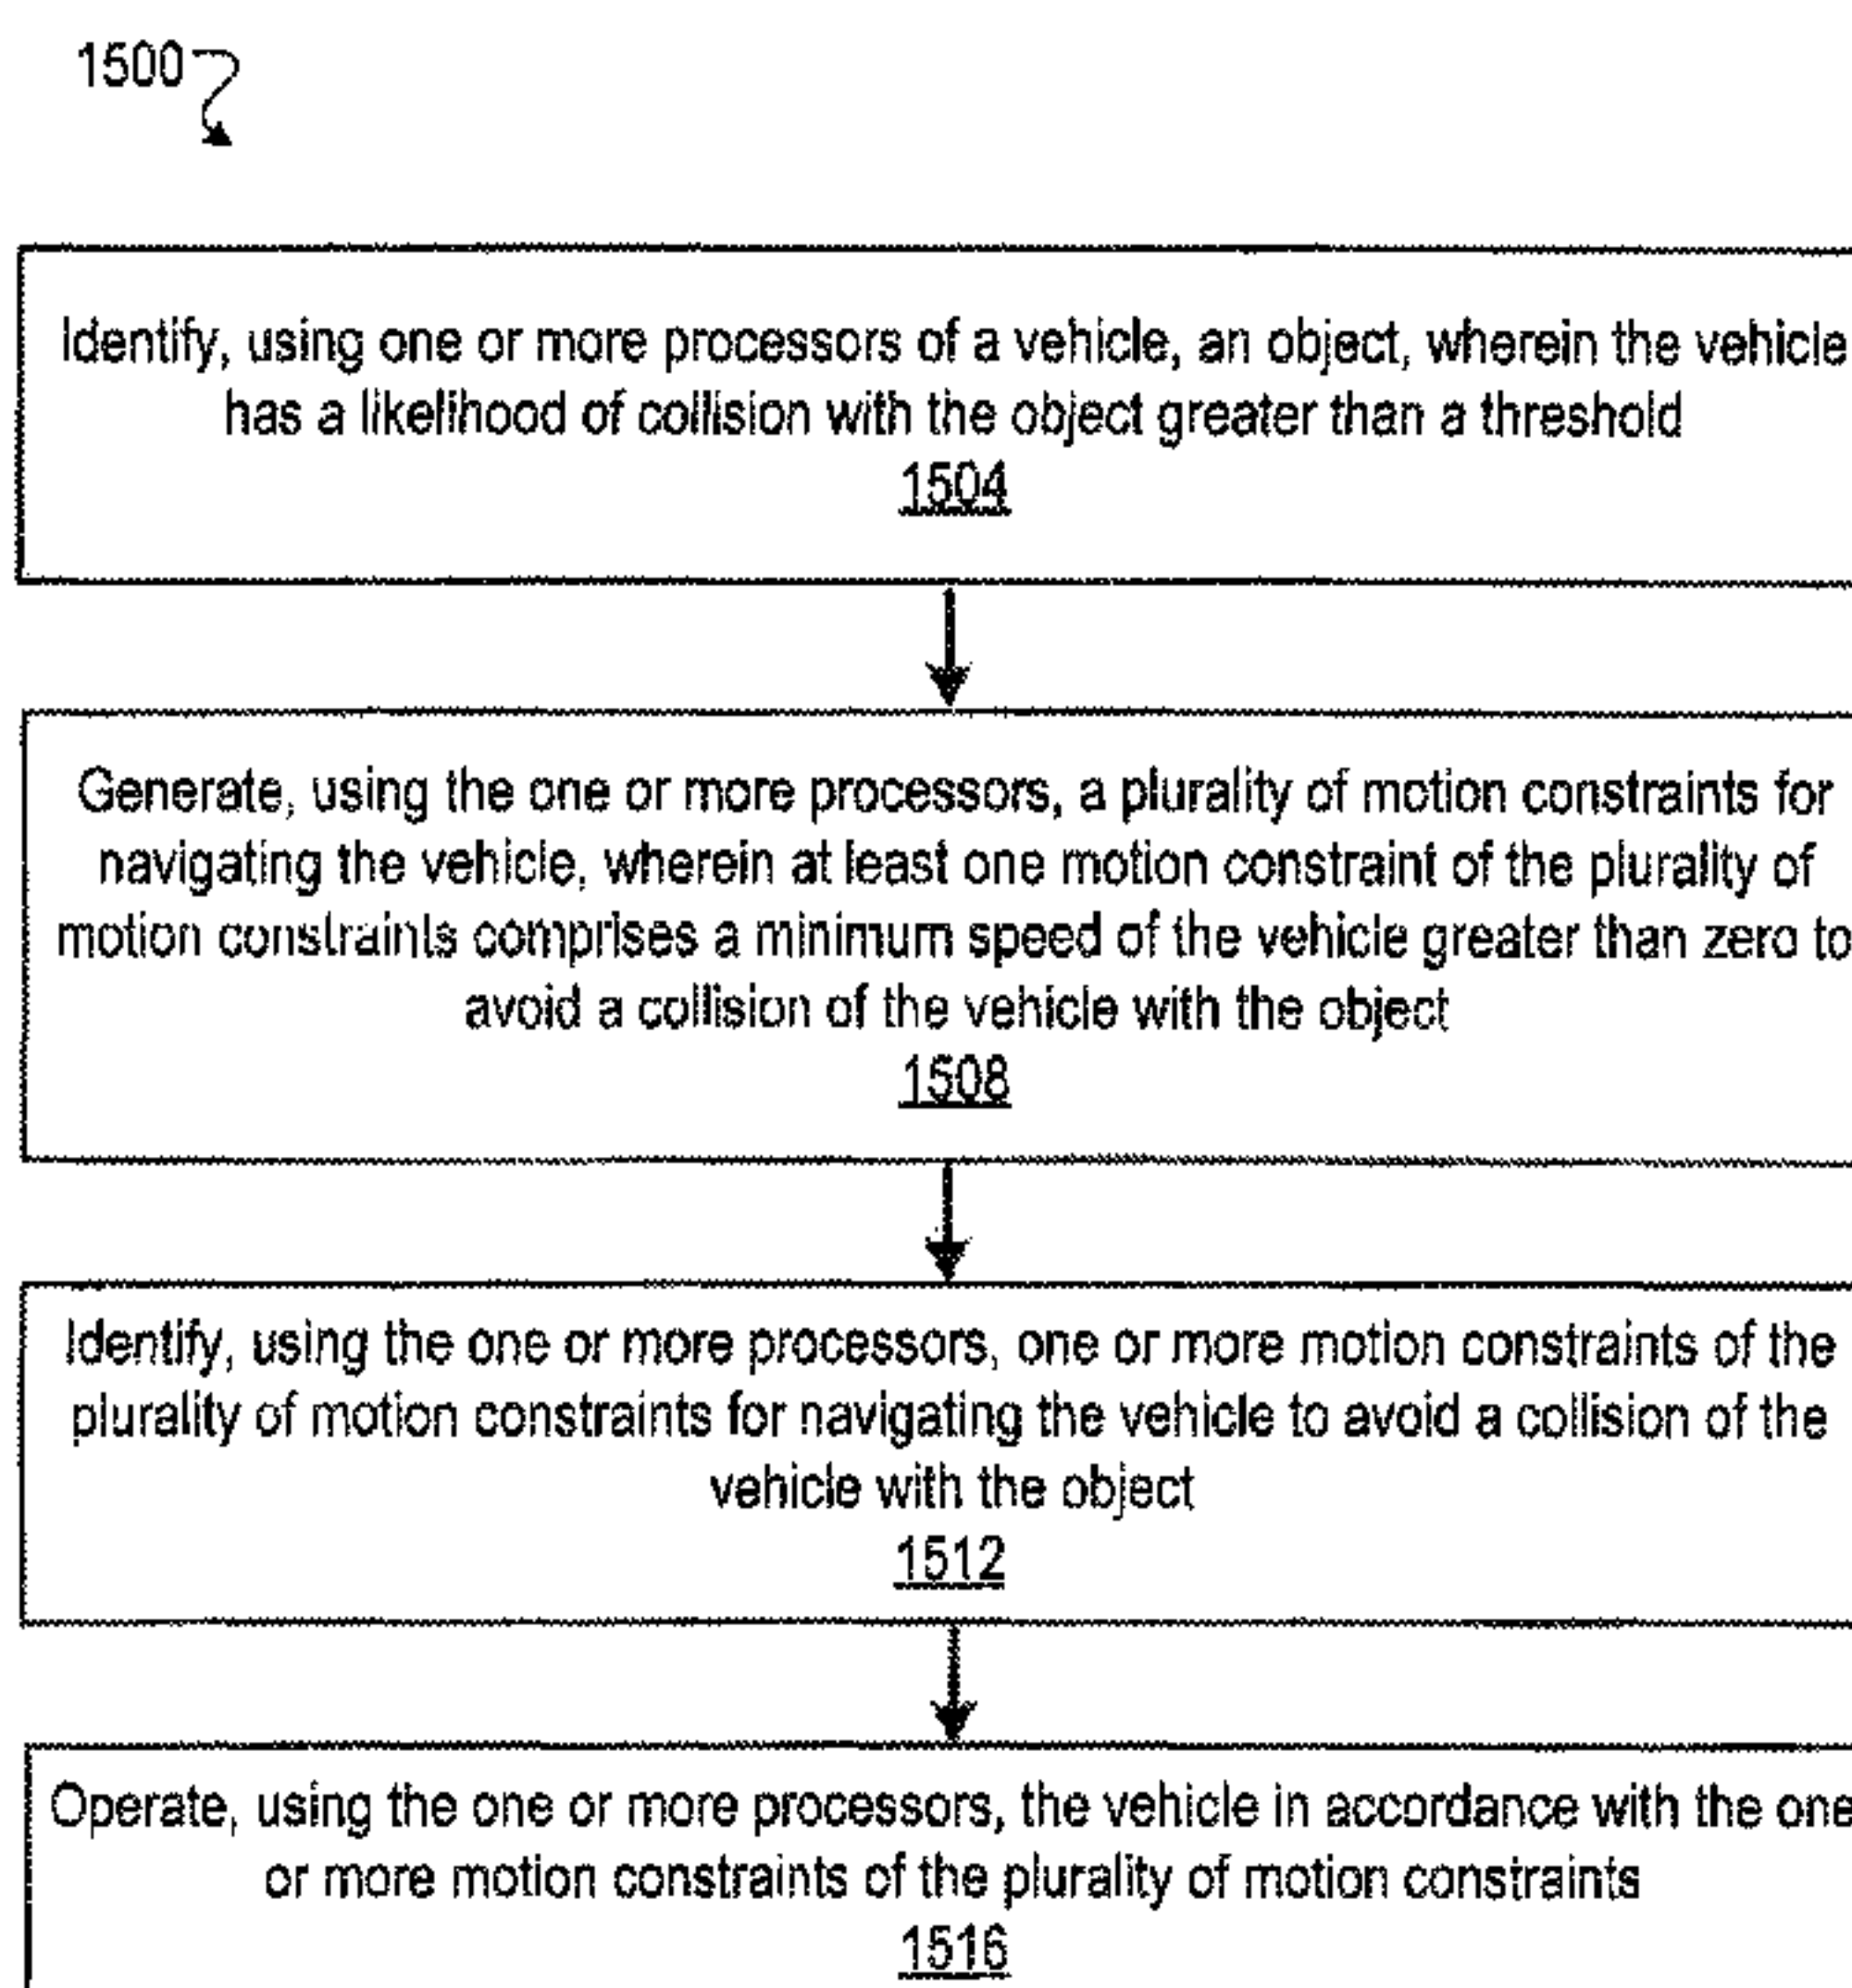 1500
Identify, using one or more processors of a vehicle, an object, wherein the vehicle
has a likelihood of collision with the object greater than a threshold
1504
Generate, using the one or more processors, a plurality of motion constraints for
navigating the vehicle, wherein at least one motion constraint of the plurality of
motion constraints comprises a minimum speed of the vehicle greater than zero to
avoid a collision of the vehicle with the object
1508
Identify, using the one or more processors, one or more motion constraints of the
plurality of motion constraints for navigating the vehicle to avoid a collision of the
vehicle with the object
1512
Operate, using the one or more processors, the vehicle in accordance with the one
or more motion constraints of the plurality of motion constraints
1516